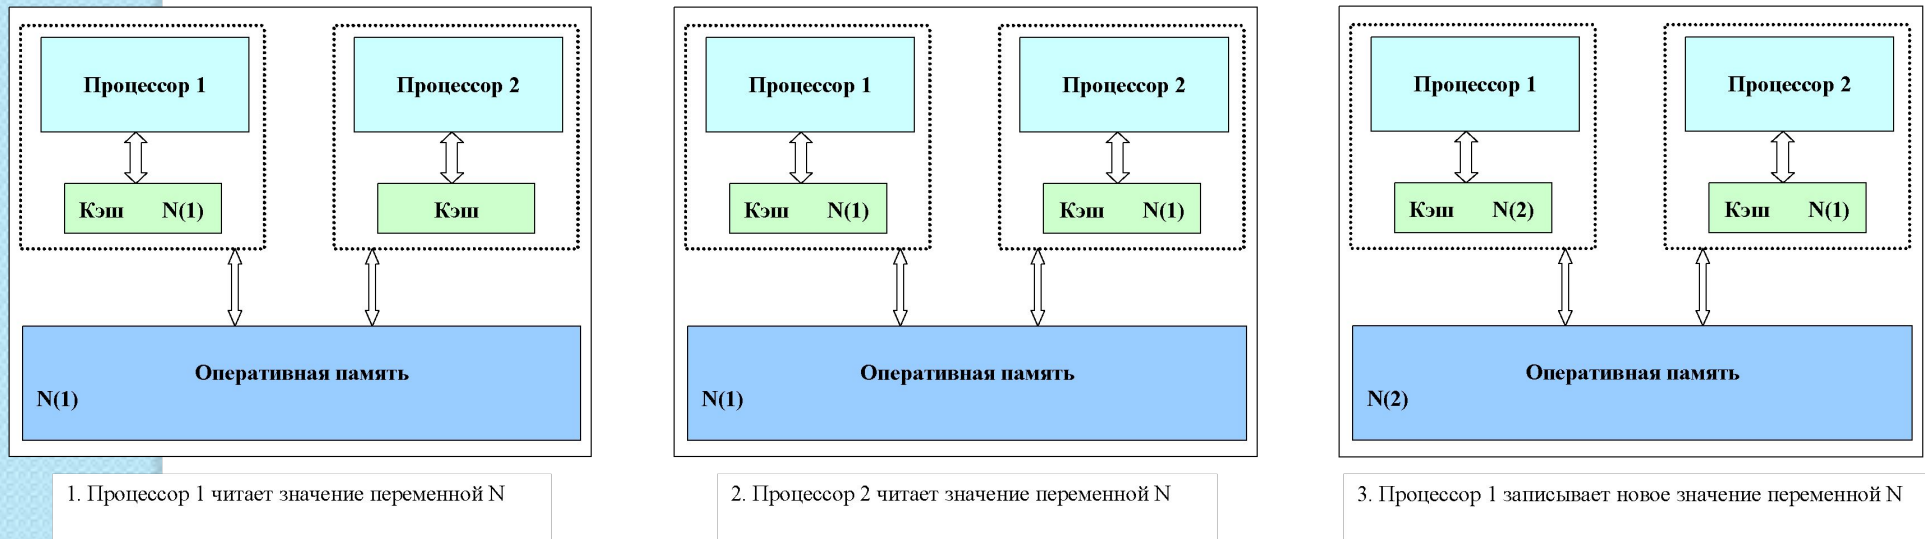 Процессор 1
Процессор 2
Кэш N(1)
Кэш
Оперативная память
N(1)
1. Процессор 1 читает значение переменной N
Процессор 1
Процессор 2
Кэш N(1)
Кэш N(1)
Оперативная память
N(1)
2. Процессор 2 читает значение переменной N
Процессор 1
Процессор 2
Кэш N(2)
Кэш N(1)
Оперативная память
N(2)
3. Процессор 1 записывает новое значение переменной N